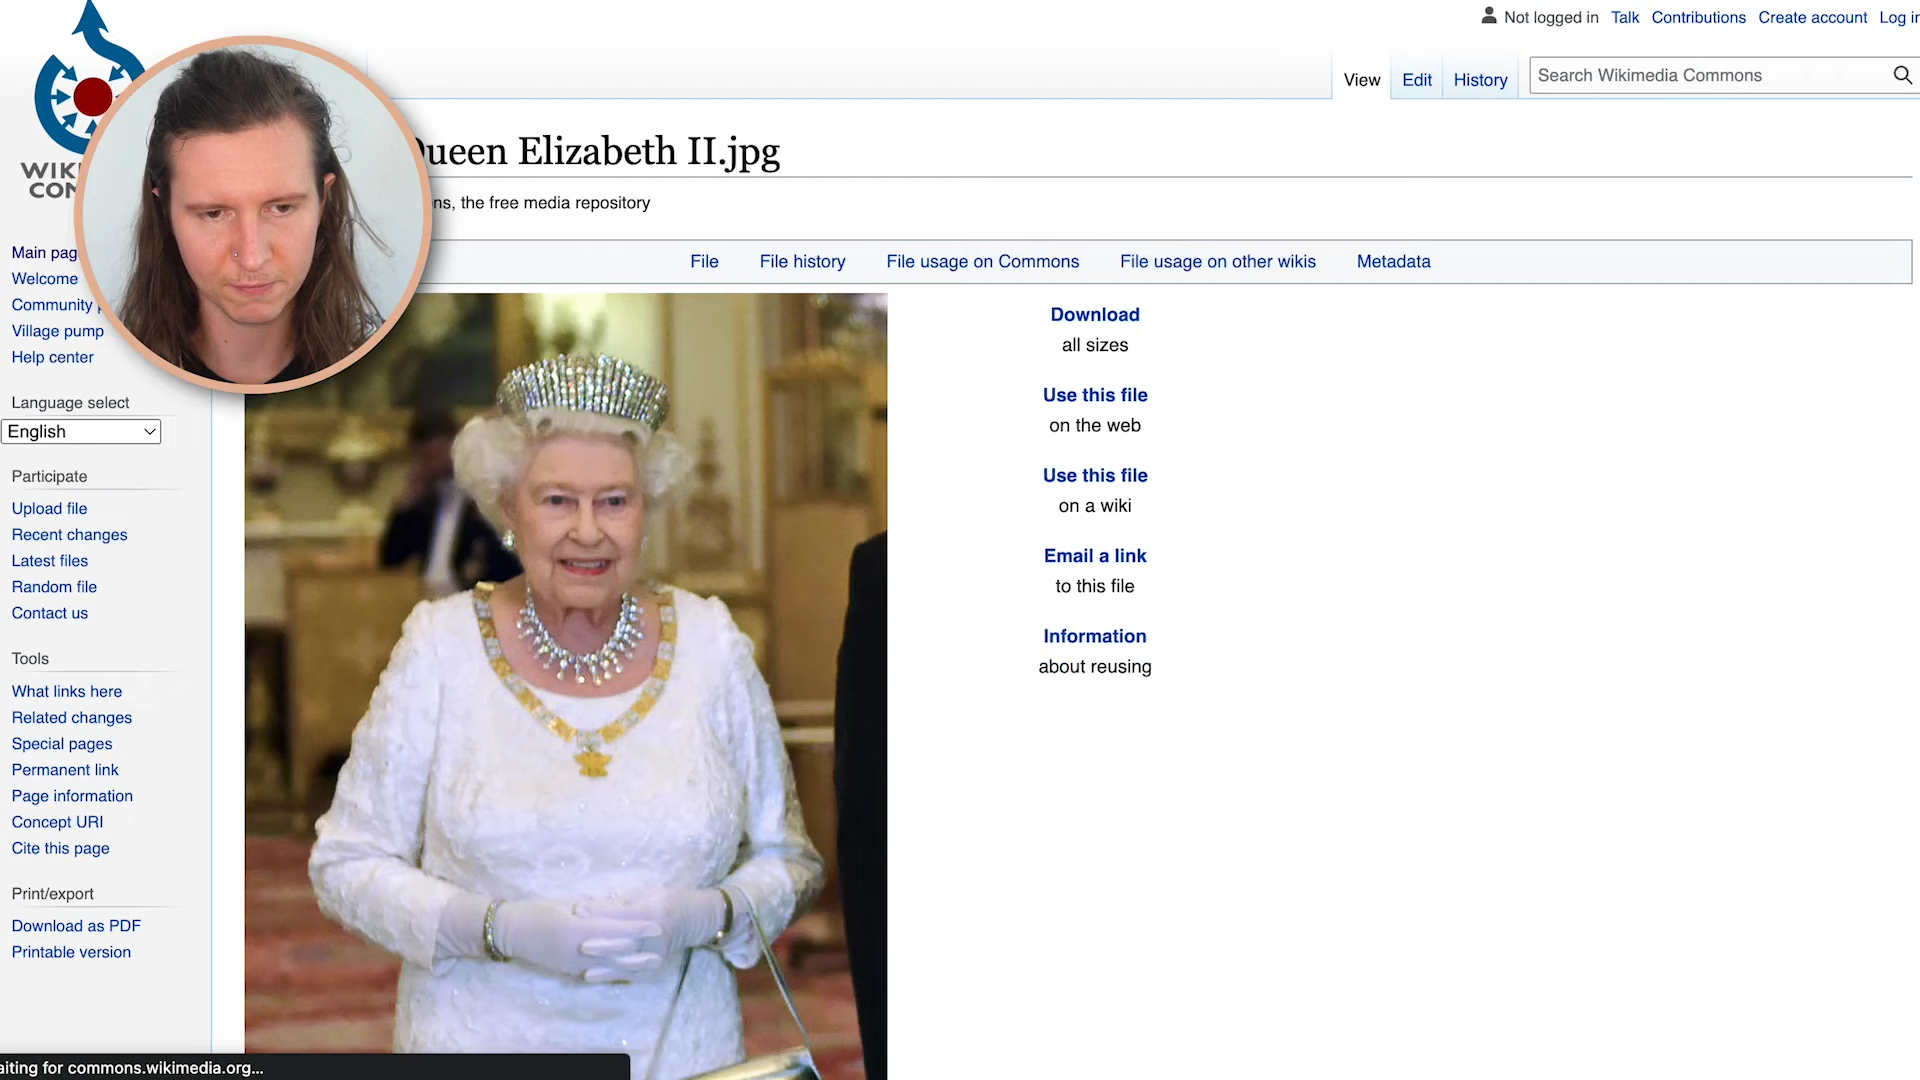 Not logged in Talk Contributions Create account Log in
View Edit History Search Wikimedia Commons
Queen Elizabeth II.jpg
the free media repository
File File history File usage on Commons File usage on other wikis Metadata
Main
Welcome
Community
Village pump
Help center
Language select
English
Participate
Upload file
Recent changes
Latest files
Random file
Contact us
Tools
What links here
Related changes
Special pages
Permanent link
Page information
Concept URI
Cite this page
Print/export
Download as PDF
Printable version
Download
all sizes
Use this file
on the web
Use this file
on a wiki
Email a link
to this file
Information
about reusing
aiting for commons.wikimedia.org...